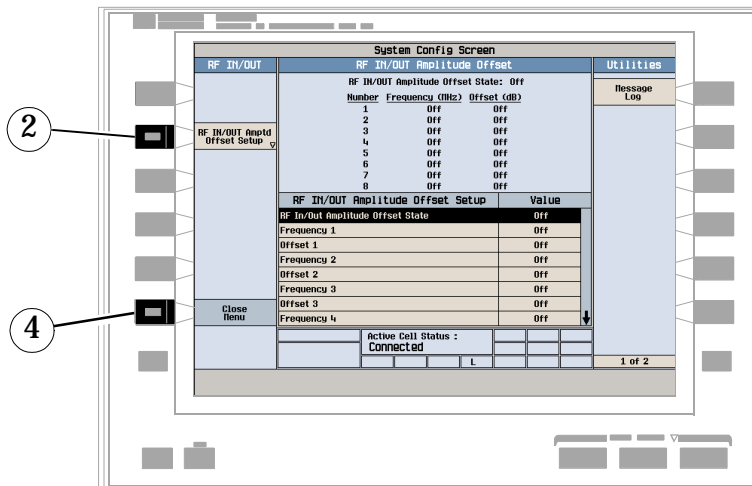 System Config Screen
RF IN/OUT
RF IN/OUT Amplitude Offset
Utilities
RF IN/OUT Amplitude Offset State: Off
Number Frequency (MHz) Offset (dB)
1 Off Off
2 Off Off
3 Off Off
4 Off Off
5 Off Off
6 Off Off
7 Off Off
8 Off Off
Message
Log
2
RF IN/OUT Amptd
Offset Setup
RF IN/OUT Amplitude Offset Setup Value
RF In/Out Amplitude Offset State Off
Frequency 1 Off
Offset 1 Off
Frequency 2 Off
Offset 2 Off
Frequency 3 Off
Offset 3 Off
Frequency 4 Off
4
Close
Menu
Active Cell Status :
Connected
L
1 of 2